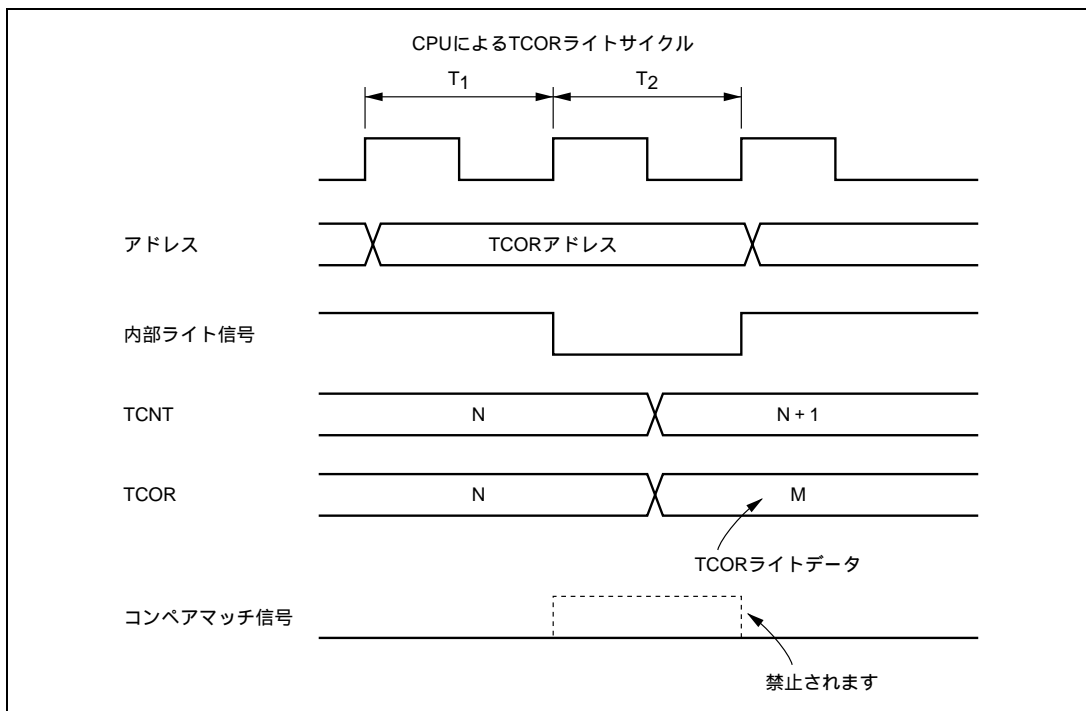 CPUによるTCORライトサイクル
T1 T2
アドレス TCORアドレス
内部ライト信号
TCNT N N + 1
TCOR N M
TCORライトデータ
コンペアマッチ信号
禁止されます